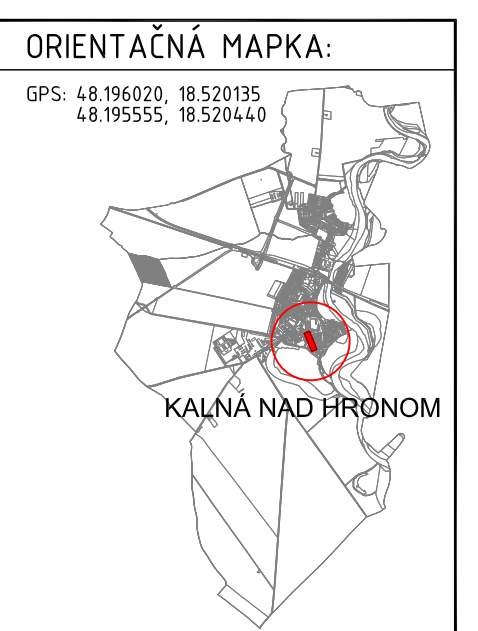 ORIENTAČNÁ MAPKA:
GPS: 48.196020, 18.520135
48.195555, 18.520440
KALNÁ NAD HRONOM